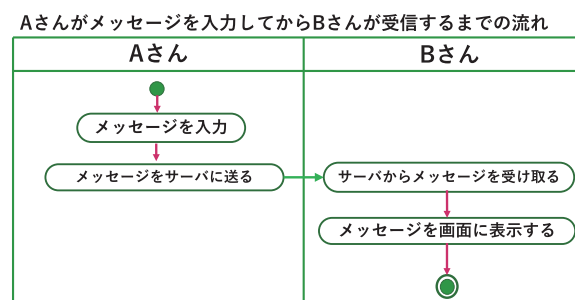 Aさんがメッセージを入力してからBさんが受信するまでの流れ
Aさん
Bさん
メッセージを入力
メッセージをサーバに送る
サーバからメッセージを受け取る
メッセージを画面に表示する